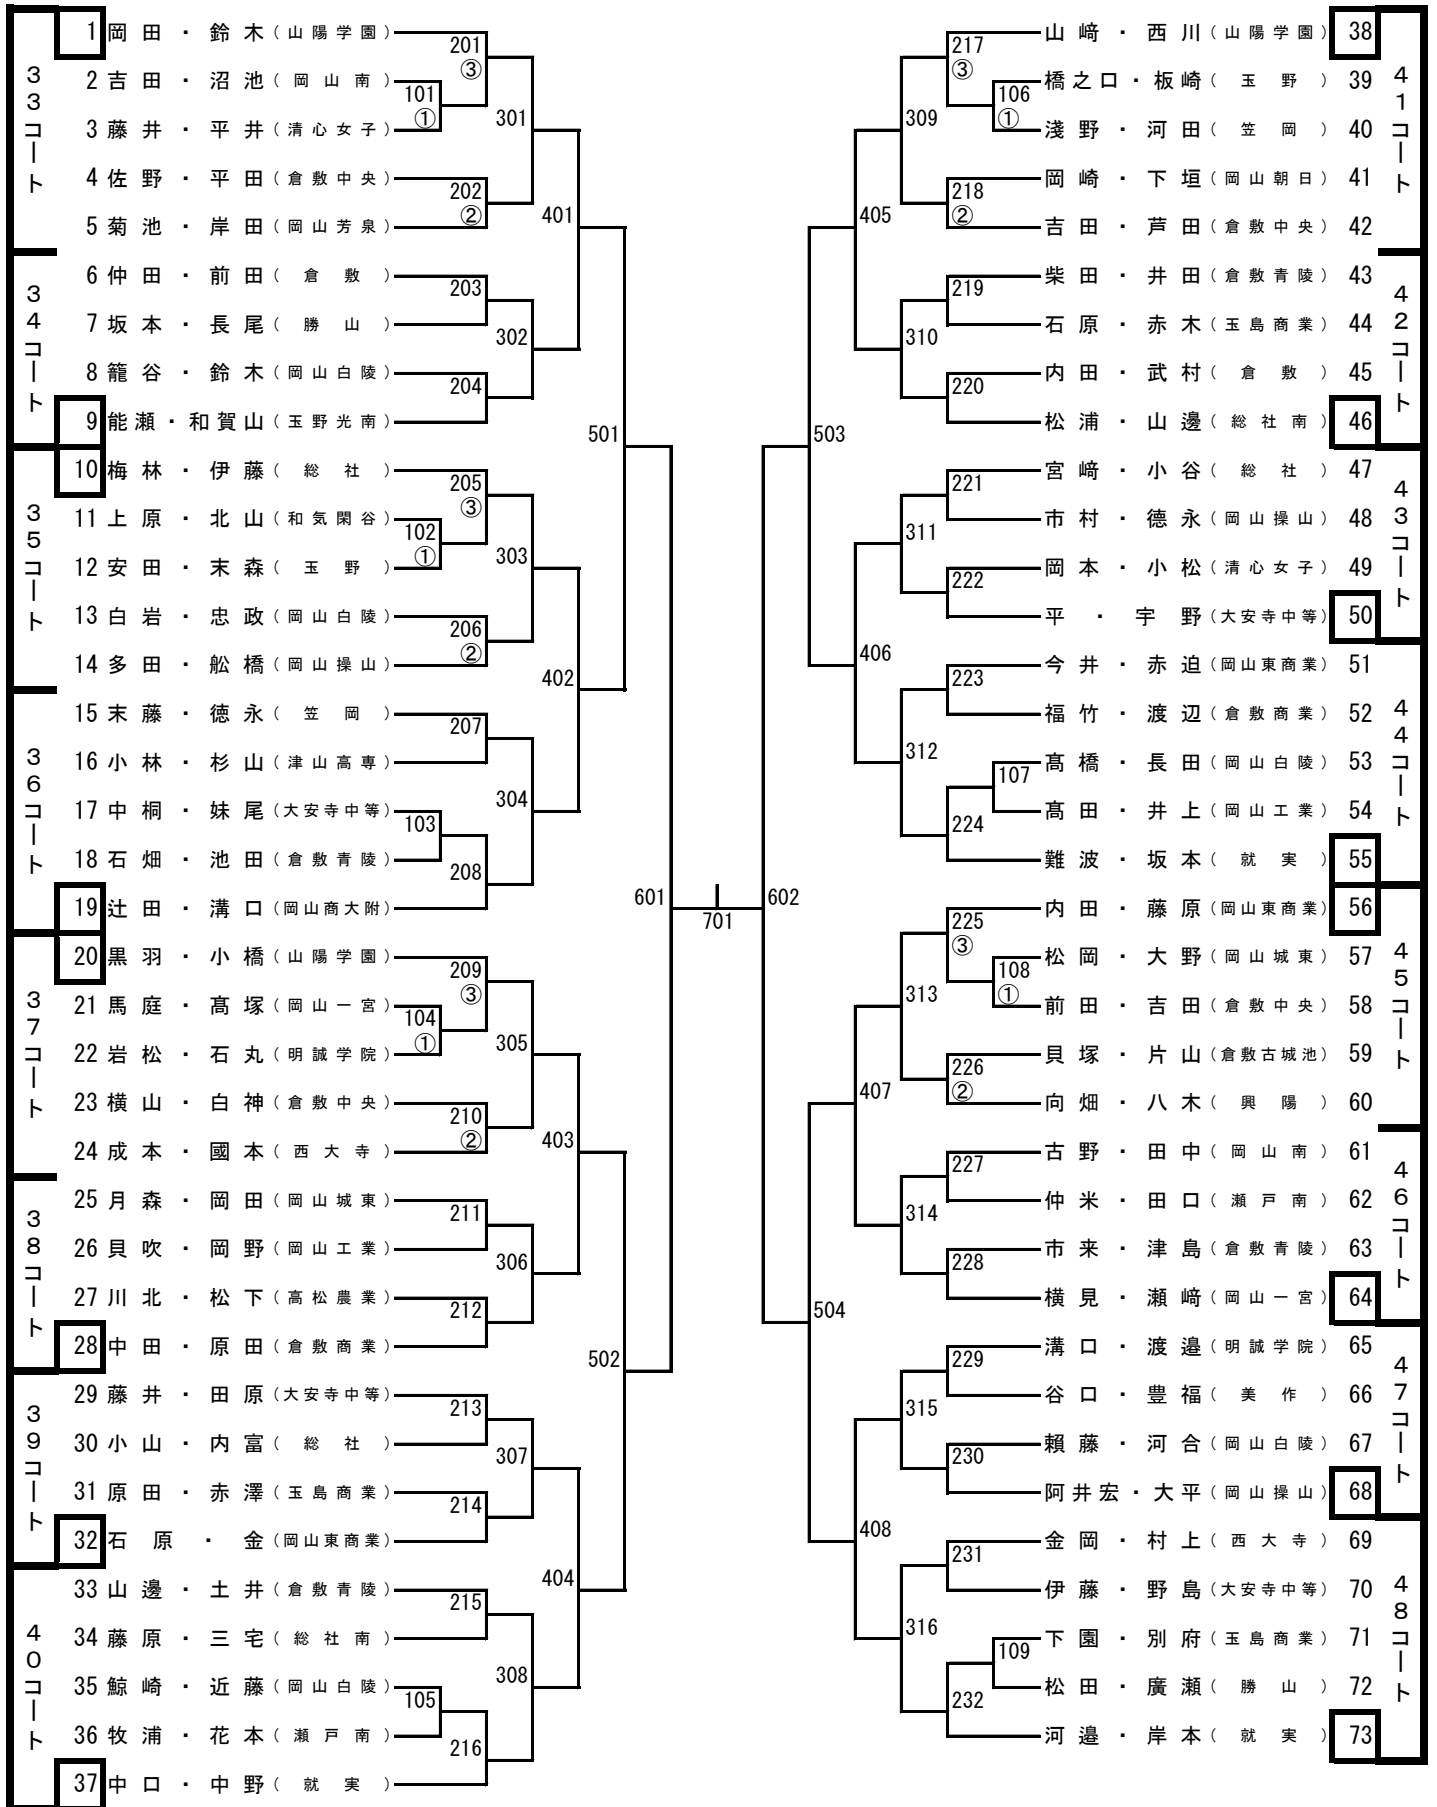 33コート
1 岡田・鈴木（山陽学園）
2 吉田・沼池（岡山南）
3 藤井・平井（清心女子）
4 佐野・平田（倉敷中央）
5 菊池・岸田（岡山芳泉）
34コート
6 仲田・前田（倉敷）
7 坂本・長尾（勝山）
8 籠谷・鈴木（岡山白陵）
9 能瀬・和賀山（玉野光南）
35コート
10 梅林・伊藤（総社）
11 上原・北山（和気閑谷）
12 安田・末森（玉野）
13 白岩・忠政（岡山白陵）
14 多田・舩橋（岡山操山）
36コート
15 末藤・徳永（笠岡）
16 小林・杉山（津山高専）
17 中桐・妹尾（大安寺中等）
18 石畑・池田（倉敷青陵）
19 辻田・溝口（岡山商大附）
37コート
20 黒羽・小橋（山陽学園）
21 馬庭・髙塚（岡山一宮）
22 岩松・石丸（明誠学院）
23 横山・白神（倉敷中央）
24 成本・國本（西大寺）
38コート
25 月森・岡田（岡山城東）
26 貝吹・岡野（岡山工業）
27 川北・松下（高松農業）
28 中田・原田（倉敷商業）
39コート
29 藤井・田原（大安寺中等）
30 小山・内富（総社）
31 原田・赤澤（玉島商業）
32 石原・金（岡山東商業）
40コート
33 山邊・土井（倉敷青陵）
34 藤原・三宅（総社南）
35 鯨崎・近藤（岡山白陵）
36 牧浦・花本（瀬戸南）
37 中口・中野（就実）
101
①
102
①
103
104
①
105
201
③
202
②
203
204
205
③
206
②
207
208
209
③
210
②
211
212
213
214
215
216
301
302
303
304
305
306
307
308
401
402
403
404
501
502
601
701
602
503
504
405
406
407
408
309
310
311
312
313
314
315
316
217
③
218
②
219
220
221
222
223
224
225
③
226
②
227
228
229
230
231
232
106
①
107
108
①
109
41コート
山﨑・西川（山陽学園） 38
橋之口・板崎（玉野） 39
淺野・河田（笠岡） 40
岡崎・下垣（岡山朝日） 41
吉田・芦田（倉敷中央） 42
42コート
柴田・井田（倉敷青陵） 43
石原・赤木（玉島商業） 44
内田・武村（倉敷） 45
松浦・山邊（総社南） 46
43コート
宮﨑・小谷（総社） 47
市村・德永（岡山操山） 48
岡本・小松（清心女子） 49
平・宇野（大安寺中等） 50
44コート
今井・赤迫（岡山東商業） 51
福竹・渡辺（倉敷商業） 52
髙橋・長田（岡山白陵） 53
髙田・井上（岡山工業） 54
難波・坂本（就実） 55
45コート
内田・藤原（岡山東商業） 56
松岡・大野（岡山城東） 57
前田・吉田（倉敷中央） 58
貝塚・片山（倉敷古城池） 59
向畑・八木（興陽） 60
46コート
古野・田中（岡山南） 61
仲米・田口（瀬戸南） 62
市来・津島（倉敷青陵） 63
横見・瀬﨑（岡山一宮） 64
47コート
溝口・渡邉（明誠学院） 65
谷口・豊福（美作） 66
賴藤・河合（岡山白陵） 67
阿井宏・大平（岡山操山） 68
48コート
金岡・村上（西大寺） 69
伊藤・野島（大安寺中等） 70
下園・別府（玉島商業） 71
松田・廣瀬（勝山） 72
河邉・岸本（就実） 73